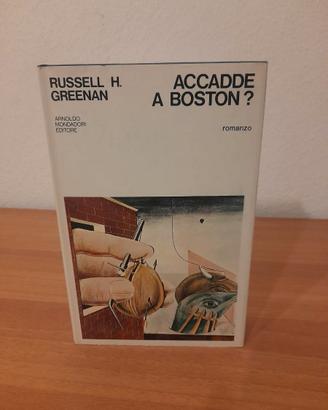 RUSSELL H.
GREENAN
ARNOLDO
MONDADORI
EDITORE
ACCADDE
A BOSTON?
romanzo